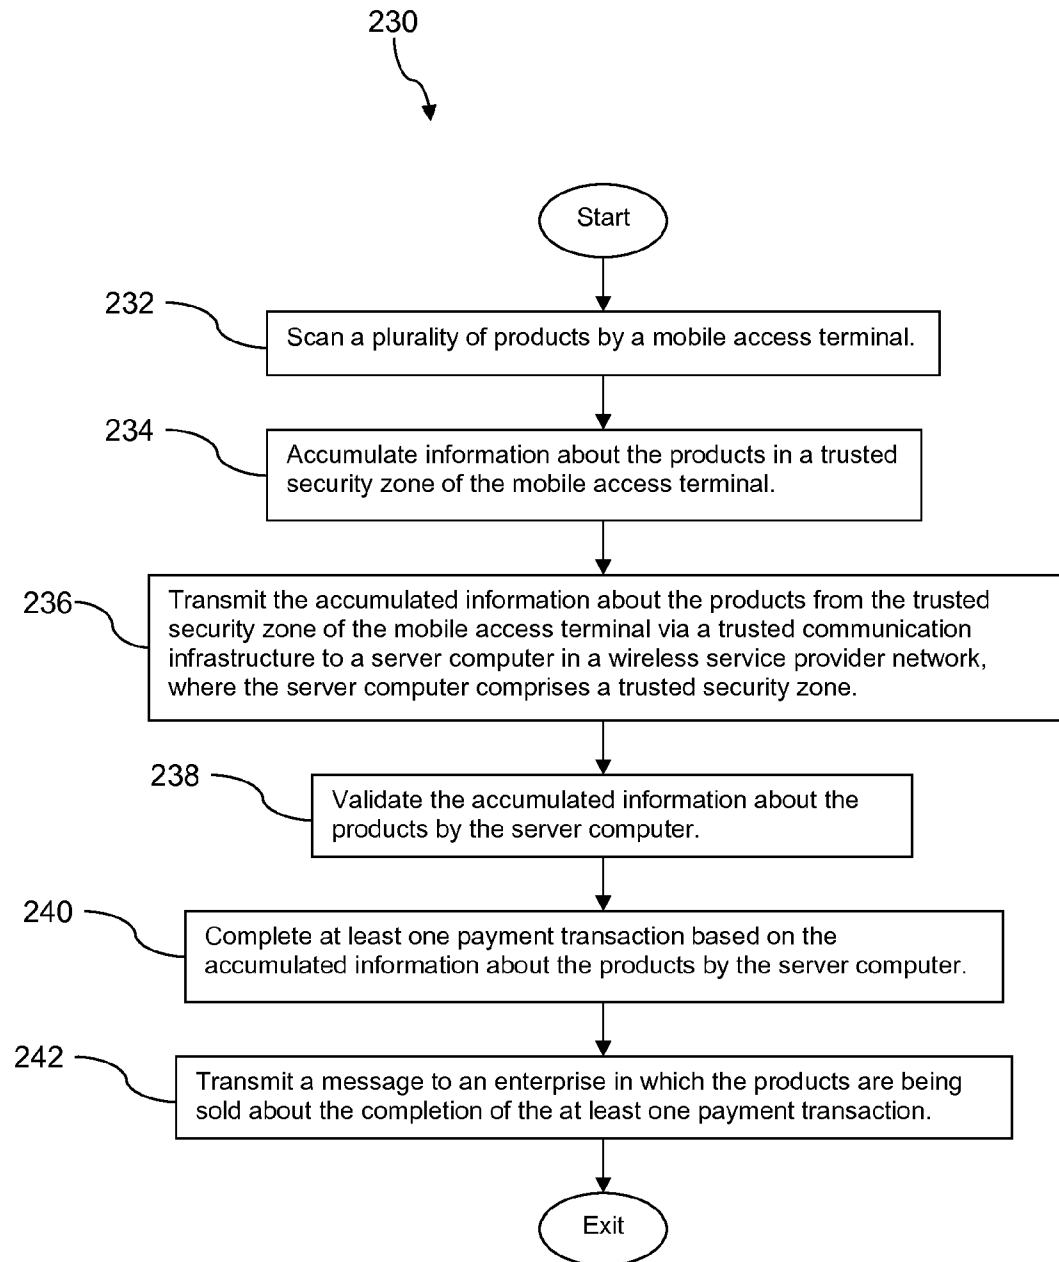 230
Start
232
Scan a plurality of products by a mobile access terminal.
234
Accumulate information about the products in a trusted
security zone of the mobile access terminal.
236
Transmit the accumulated information about the products from the trusted
security zone of the mobile access terminal via a trusted communication
infrastructure to a server computer in a wireless service provider network,
where the server computer comprises a trusted security zone.
238
Validate the accumulated information about the
products by the server computer.
240
Complete at least one payment transaction based on the
accumulated information about the products by the server computer.
242
Transmit a message to an enterprise in which the products are being
sold about the completion of the at least one payment transaction.
Exit